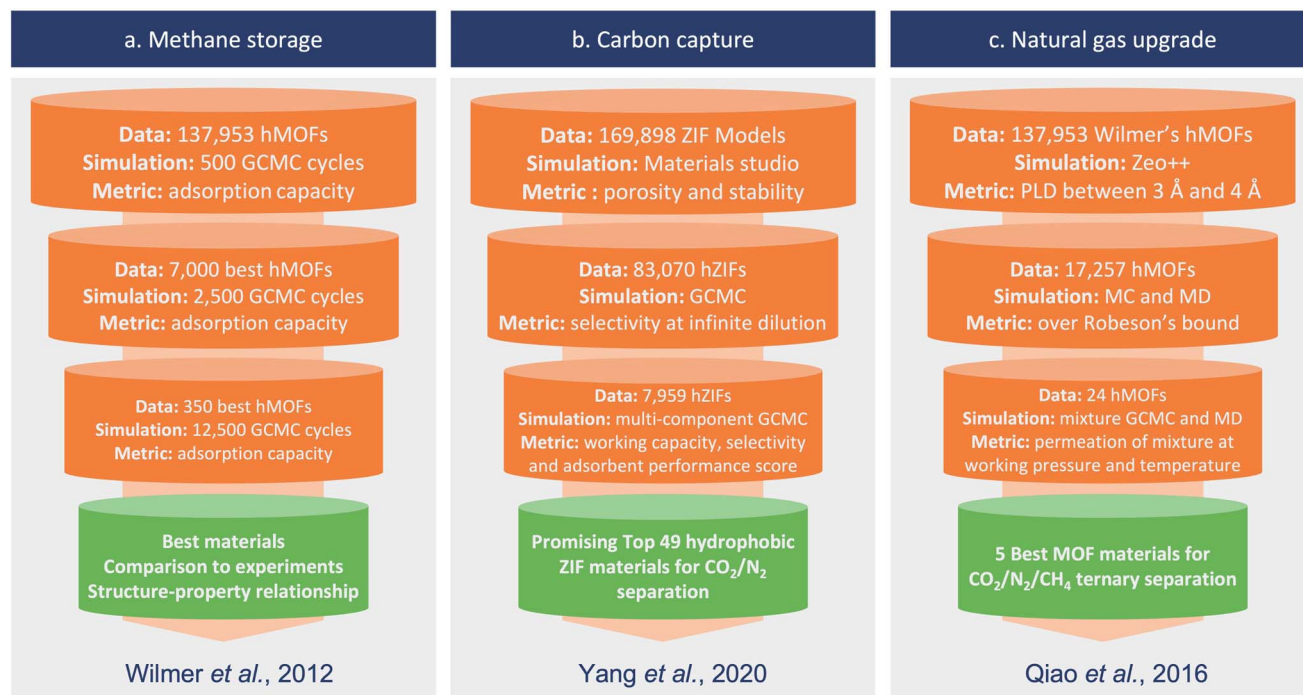 a. Methane storage
Data: 137,953 hMOFs
Simulation: 500 GCMC cycles
Metric: adsorption capacity
Data: 7,000 best hMOFs
Simulation: 2,500 GCMC cycles
Metric: adsorption capacity
Data: 350 best hMOFs
Simulation: 12,500 GCMC cycles
Metric: adsorption capacity
Best materials
Comparison to experiments
Structure-property relationship
Wilmer et al., 2012
b. Carbon capture
Data: 169,898 ZIF Models
Simulation: Materials studio
Metric : porosity and stability
Data: 83,070 hZIFs
Simulation: GCMC
Metric: selectivity at infinite dilution
Data: 7,959 hZIFs
Simulation: multi-component GCMC
Metric: working capacity, selectivity
and adsorbent performance score
Promising Top 49 hydrophobic
ZIF materials for CO₂/N₂
separation
Yang et al., 2020
c. Natural gas upgrade
Data: 137,953 Wilmer's hMOFs
Simulation: Zeo++
Metric: PLD between 3 Å and 4 Å
Data: 17,257 hMOFs
Simulation: MC and MD
Metric: over Robeson's bound
Data: 24 hMOFs
Simulation: mixture GCMC and MD
Metric: permeation of mixture at
working pressure and temperature
5 Best MOF materials for
CO₂/N₂/CH₄ ternary separation
Qiao et al., 2016